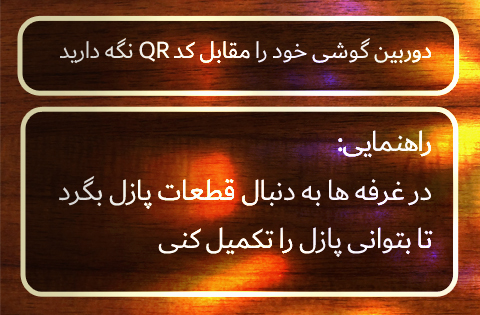 دوربین گوشی خود را مقابل کد QR نگه دارید
راهنمایی:
در غرفه ها به دنبال قطعات پازل بگرد
تا بتوانی پازل را تکمیل کنی